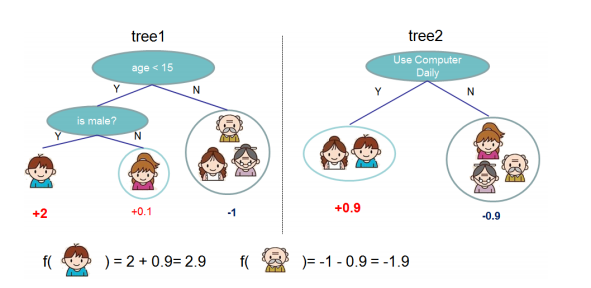 tree1
age < 15
Y
N
is male?
Y
N
+2
+0.1
-1
tree2
Use Computer
Daily
Y
N
+0.9
-0.9
f( ) = 2 + 0.9= 2.9
f( )= -1 - 0.9 = -1.9